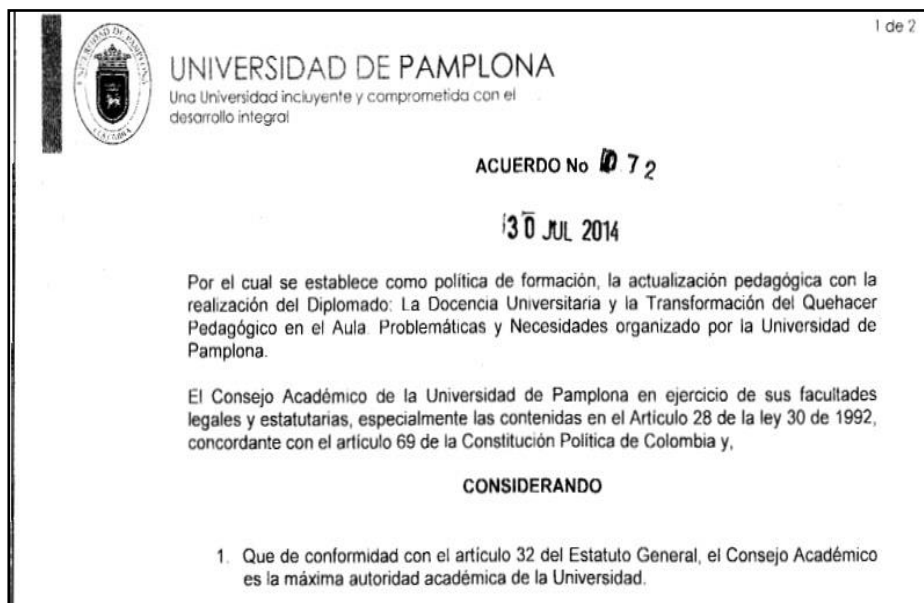 1 de 2
UNIVERSIDAD DE PAMPLONA
Una Universidad incluyente y comprometida con el
desarrollo integral
ACUERDO No 072
30 JUL 2014
Por el cual se establece como política de formación, la actualización pedagógica con la
realización del Diplomado: La Docencia Universitaria y la Transformación del Quehacer
Pedagógico en el Aula. Problemáticas y Necesidades organizado por la Universidad de
Pamplona.
El Consejo Académico de la Universidad de Pamplona en ejercicio de sus facultades
legales y estatutarias, especialmente las contenidas en el Artículo 28 de la ley 30 de 1992,
concordante con el artículo 69 de la Constitución Política de Colombia y,
CONSIDERANDO
1. Que de conformidad con el artículo 32 del Estatuto General, el Consejo Académico
es la máxima autoridad académica de la Universidad.